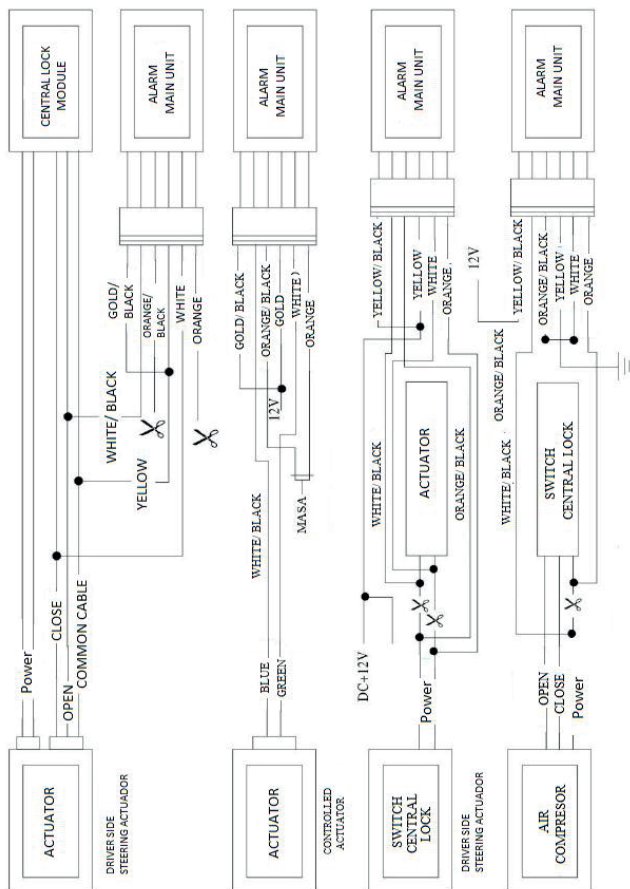 CENTRAL LOCK
MODULE
ALARM
MAIN UNIT
GOLD/
BLACK
ORANGE/
BLACK
WHITE
ORANGE
WHITE/ BLACK
YELLOW
CLOSE
Power
OPEN
COMMON CABLE
ACTUATOR
DRIVER SIDE
STEERING ACTUADOR
ALARM
MAIN UNIT
GOLD/BLACK
ORANGE/BLACK
GOLD
WHITE)
ORANGE
12V
MASA
WHITE/ BLACK
BLUE
GREEN
ACTUATOR
CONTROLLED
ACTUADOR
ALARM
MAIN UNIT
YELLOW/BLACK
YELLOW
WHITE
ORANGE.
WHITE/BLACK
ACTUATOR
ORANGE/ BLACK
DC+12V
Power
SWITCH
CENTRAL
LOCK
DRIVER SIDE
STEERING ACTUADOR
ALARM
MAIN UNIT
12V
YELLOW/ BLACK
ORANGE/BLACK
YELLOW
WHITE
ORANGE
ORANGE/ BLACK
WHITE/BLACK
SWITCH
CENTRAL LOCK
OPEN
CLOSE
Power
AIR
COMPRESOR